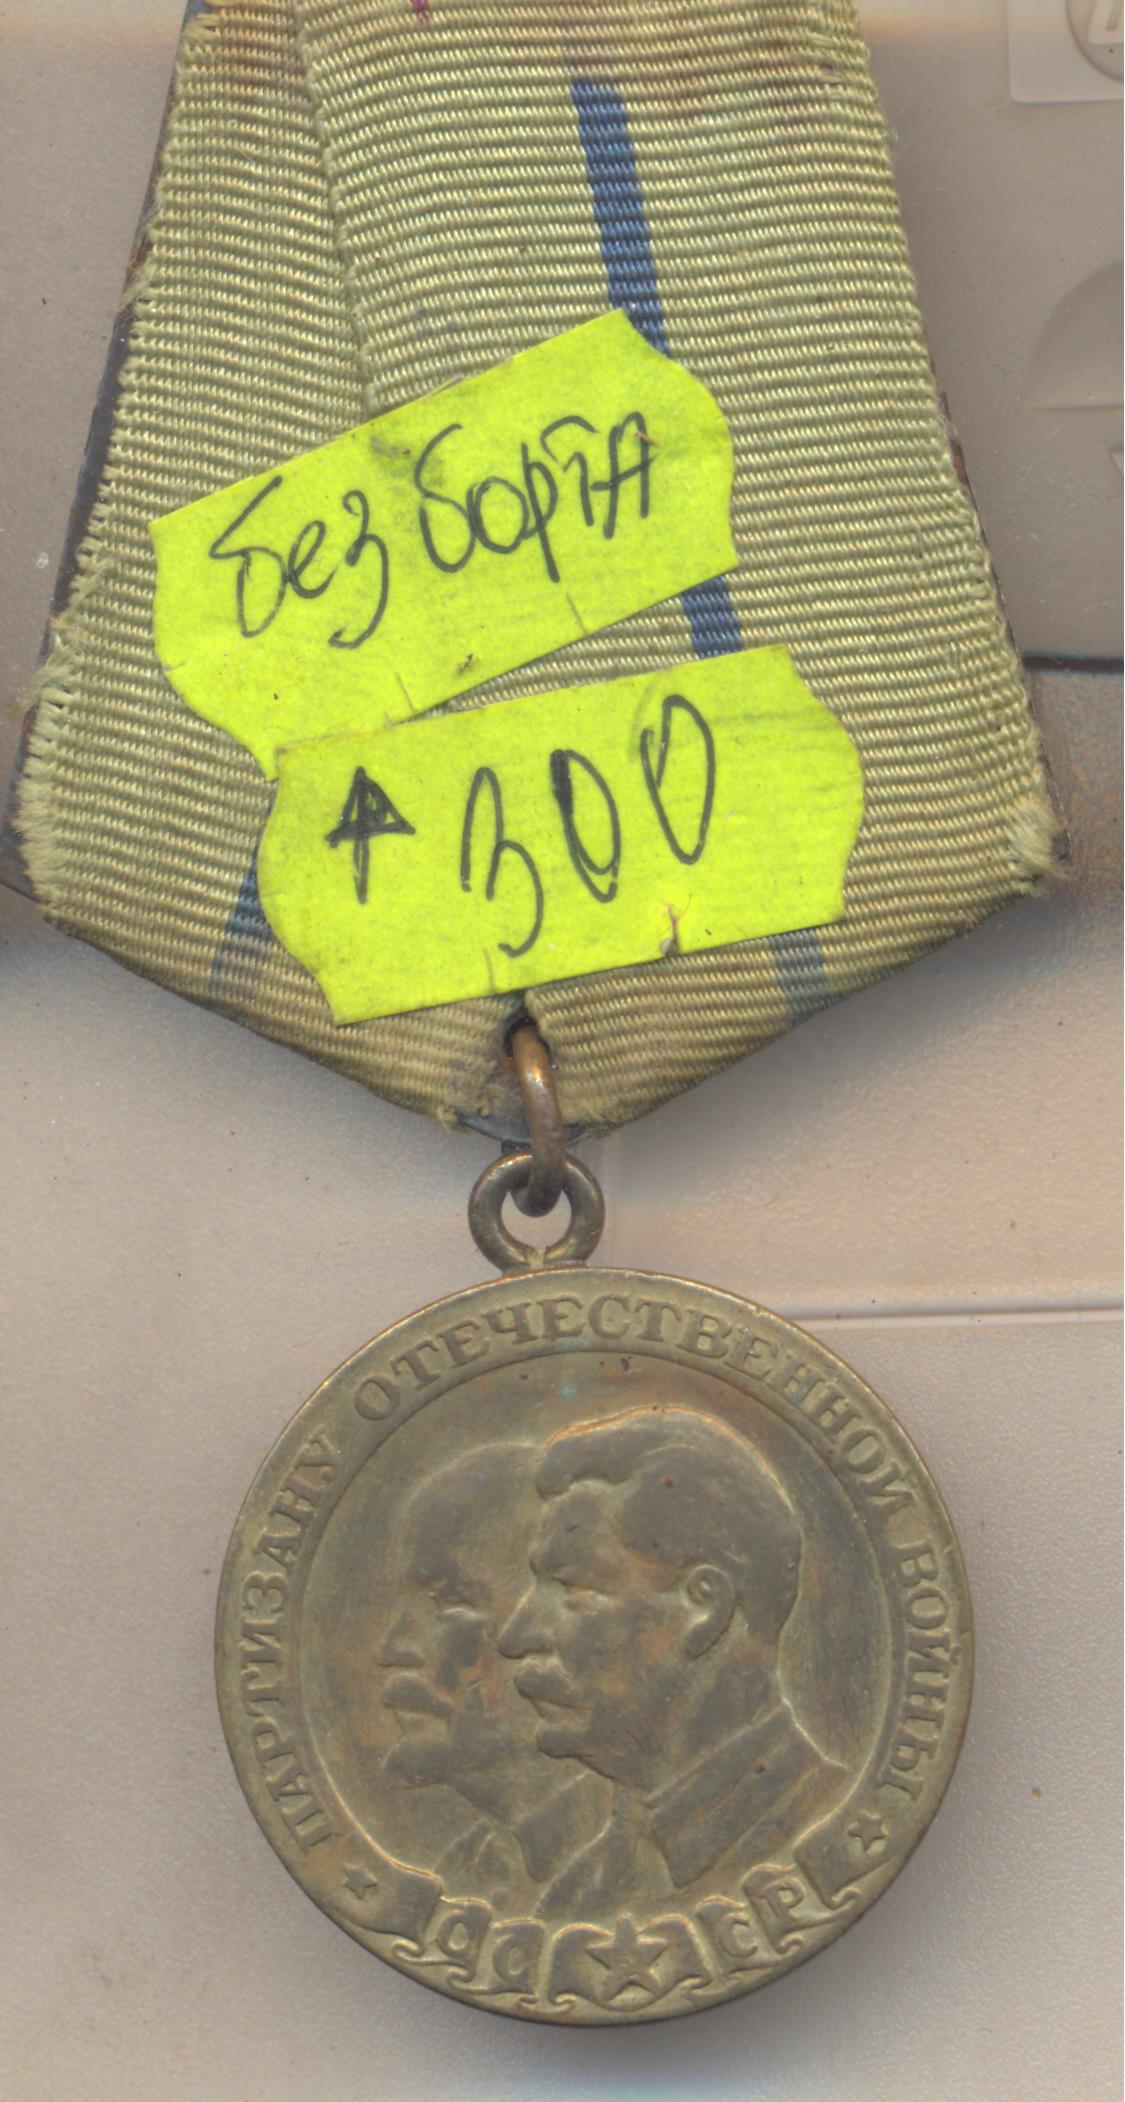 без борта
↑ 300
ПАРТИЗАНУ ОТЕЧЕСТВЕННОЙ ВОЙНЫ
СССР